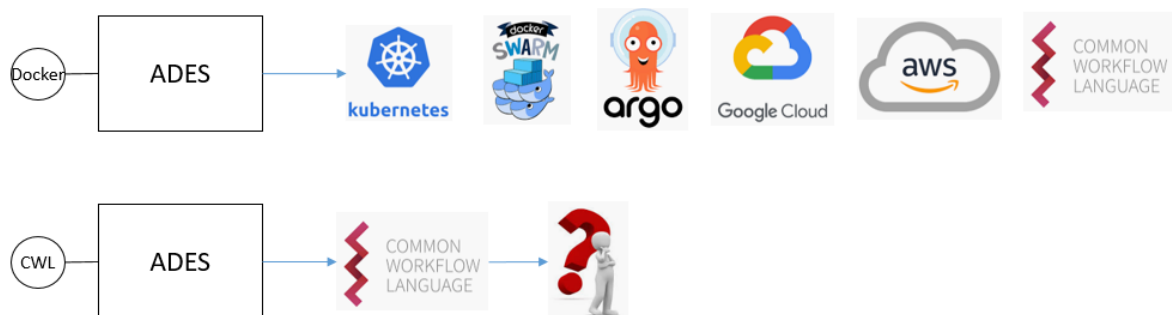 Docker
ADES
kubernetes
docker
SWARM
argo
Google Cloud
aws
COMMON
WORKFLOW
LANGUAGE
CWL
ADES
COMMON
WORKFLOW
LANGUAGE
?